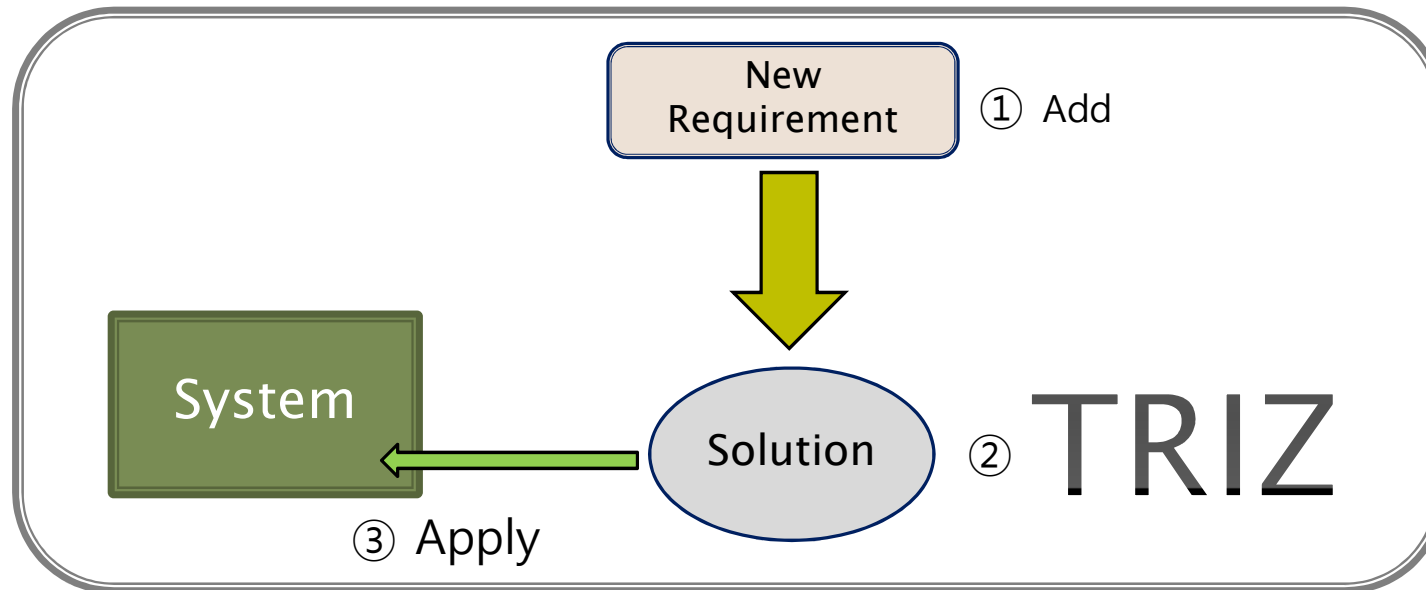 New
Requirement
① Add
System
Solution
② TRIZ
③ Apply